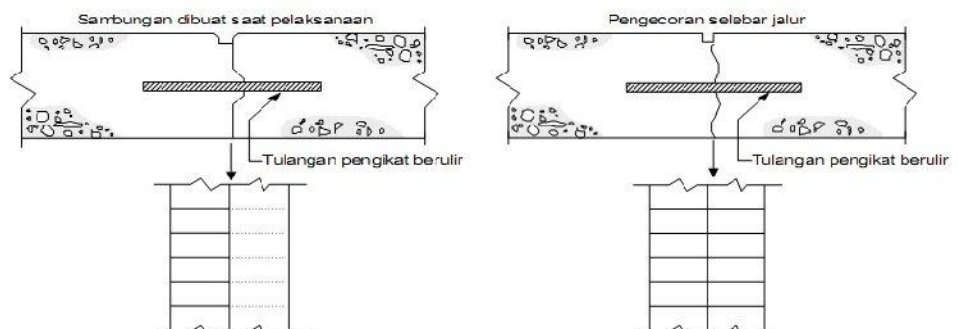 Sambungan dibuat saat pelaksanaan
Tulangan pengikat berulir
Pengecoran selebar jalur
Tulangan pengikat berulir